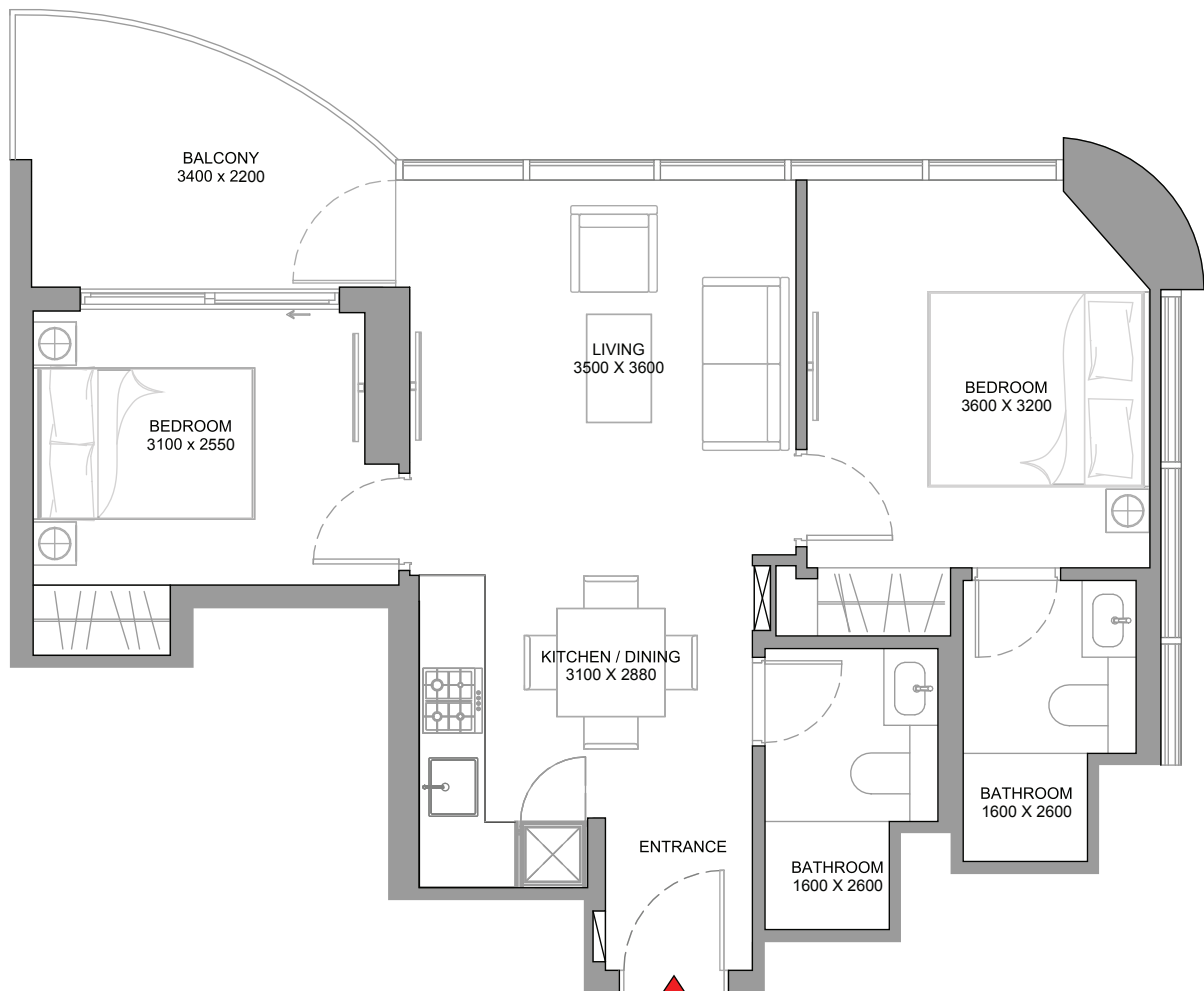 BALCONY
3400 x 2200
LIVING
3500 X 3600
BEDROOM
3600 X 3200
BEDROOM
3100 x 2550
KITCHEN / DINING
3100 X 2880
BATHROOM
1600 X 2600
ENTRANCE
BATHROOM
1600 X 2600